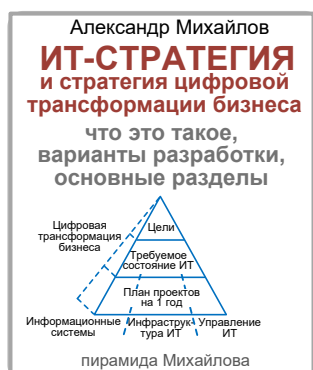 Александр Михайлов
ИТ-СТРАТЕГИЯ
и стратегия цифровой
трансформации бизнеса
что это такое,
варианты разработки,
основные разделы
Цифровая
трансформация
бизнеса
Цели
Требуемое
состояние ИТ
План проектов
на 1 год
Информационные
системы
Инфраструк-
тура ИТ
Управление
ИТ
пирамида Михайлова